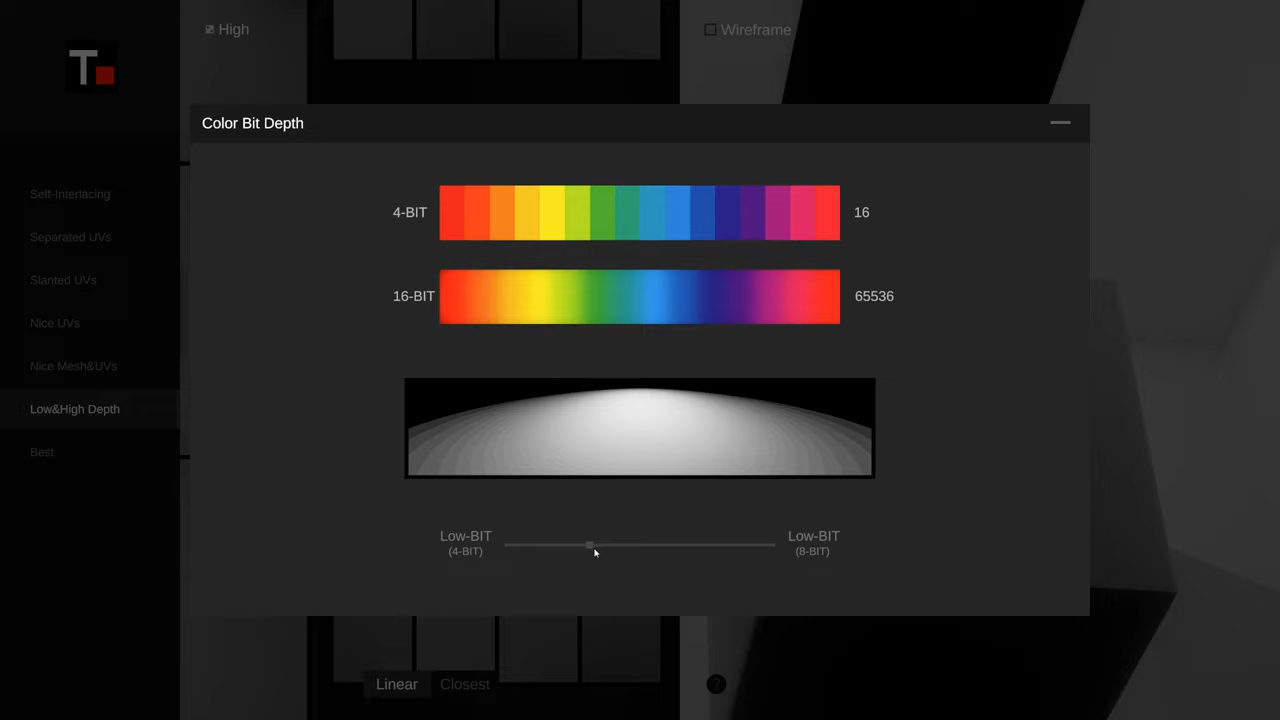 High
Wireframe
T
Color Bit Depth
4-BIT
16
16-BIT
65536
Self-Interlacing
Separated UVs
Slanted UVs
Nice UVs
Nice Mesh&UVs
Low&High Depth
Best
Low-BIT
(4-BIT)
Low-BIT
(8-BIT)
Linear
Closest
?